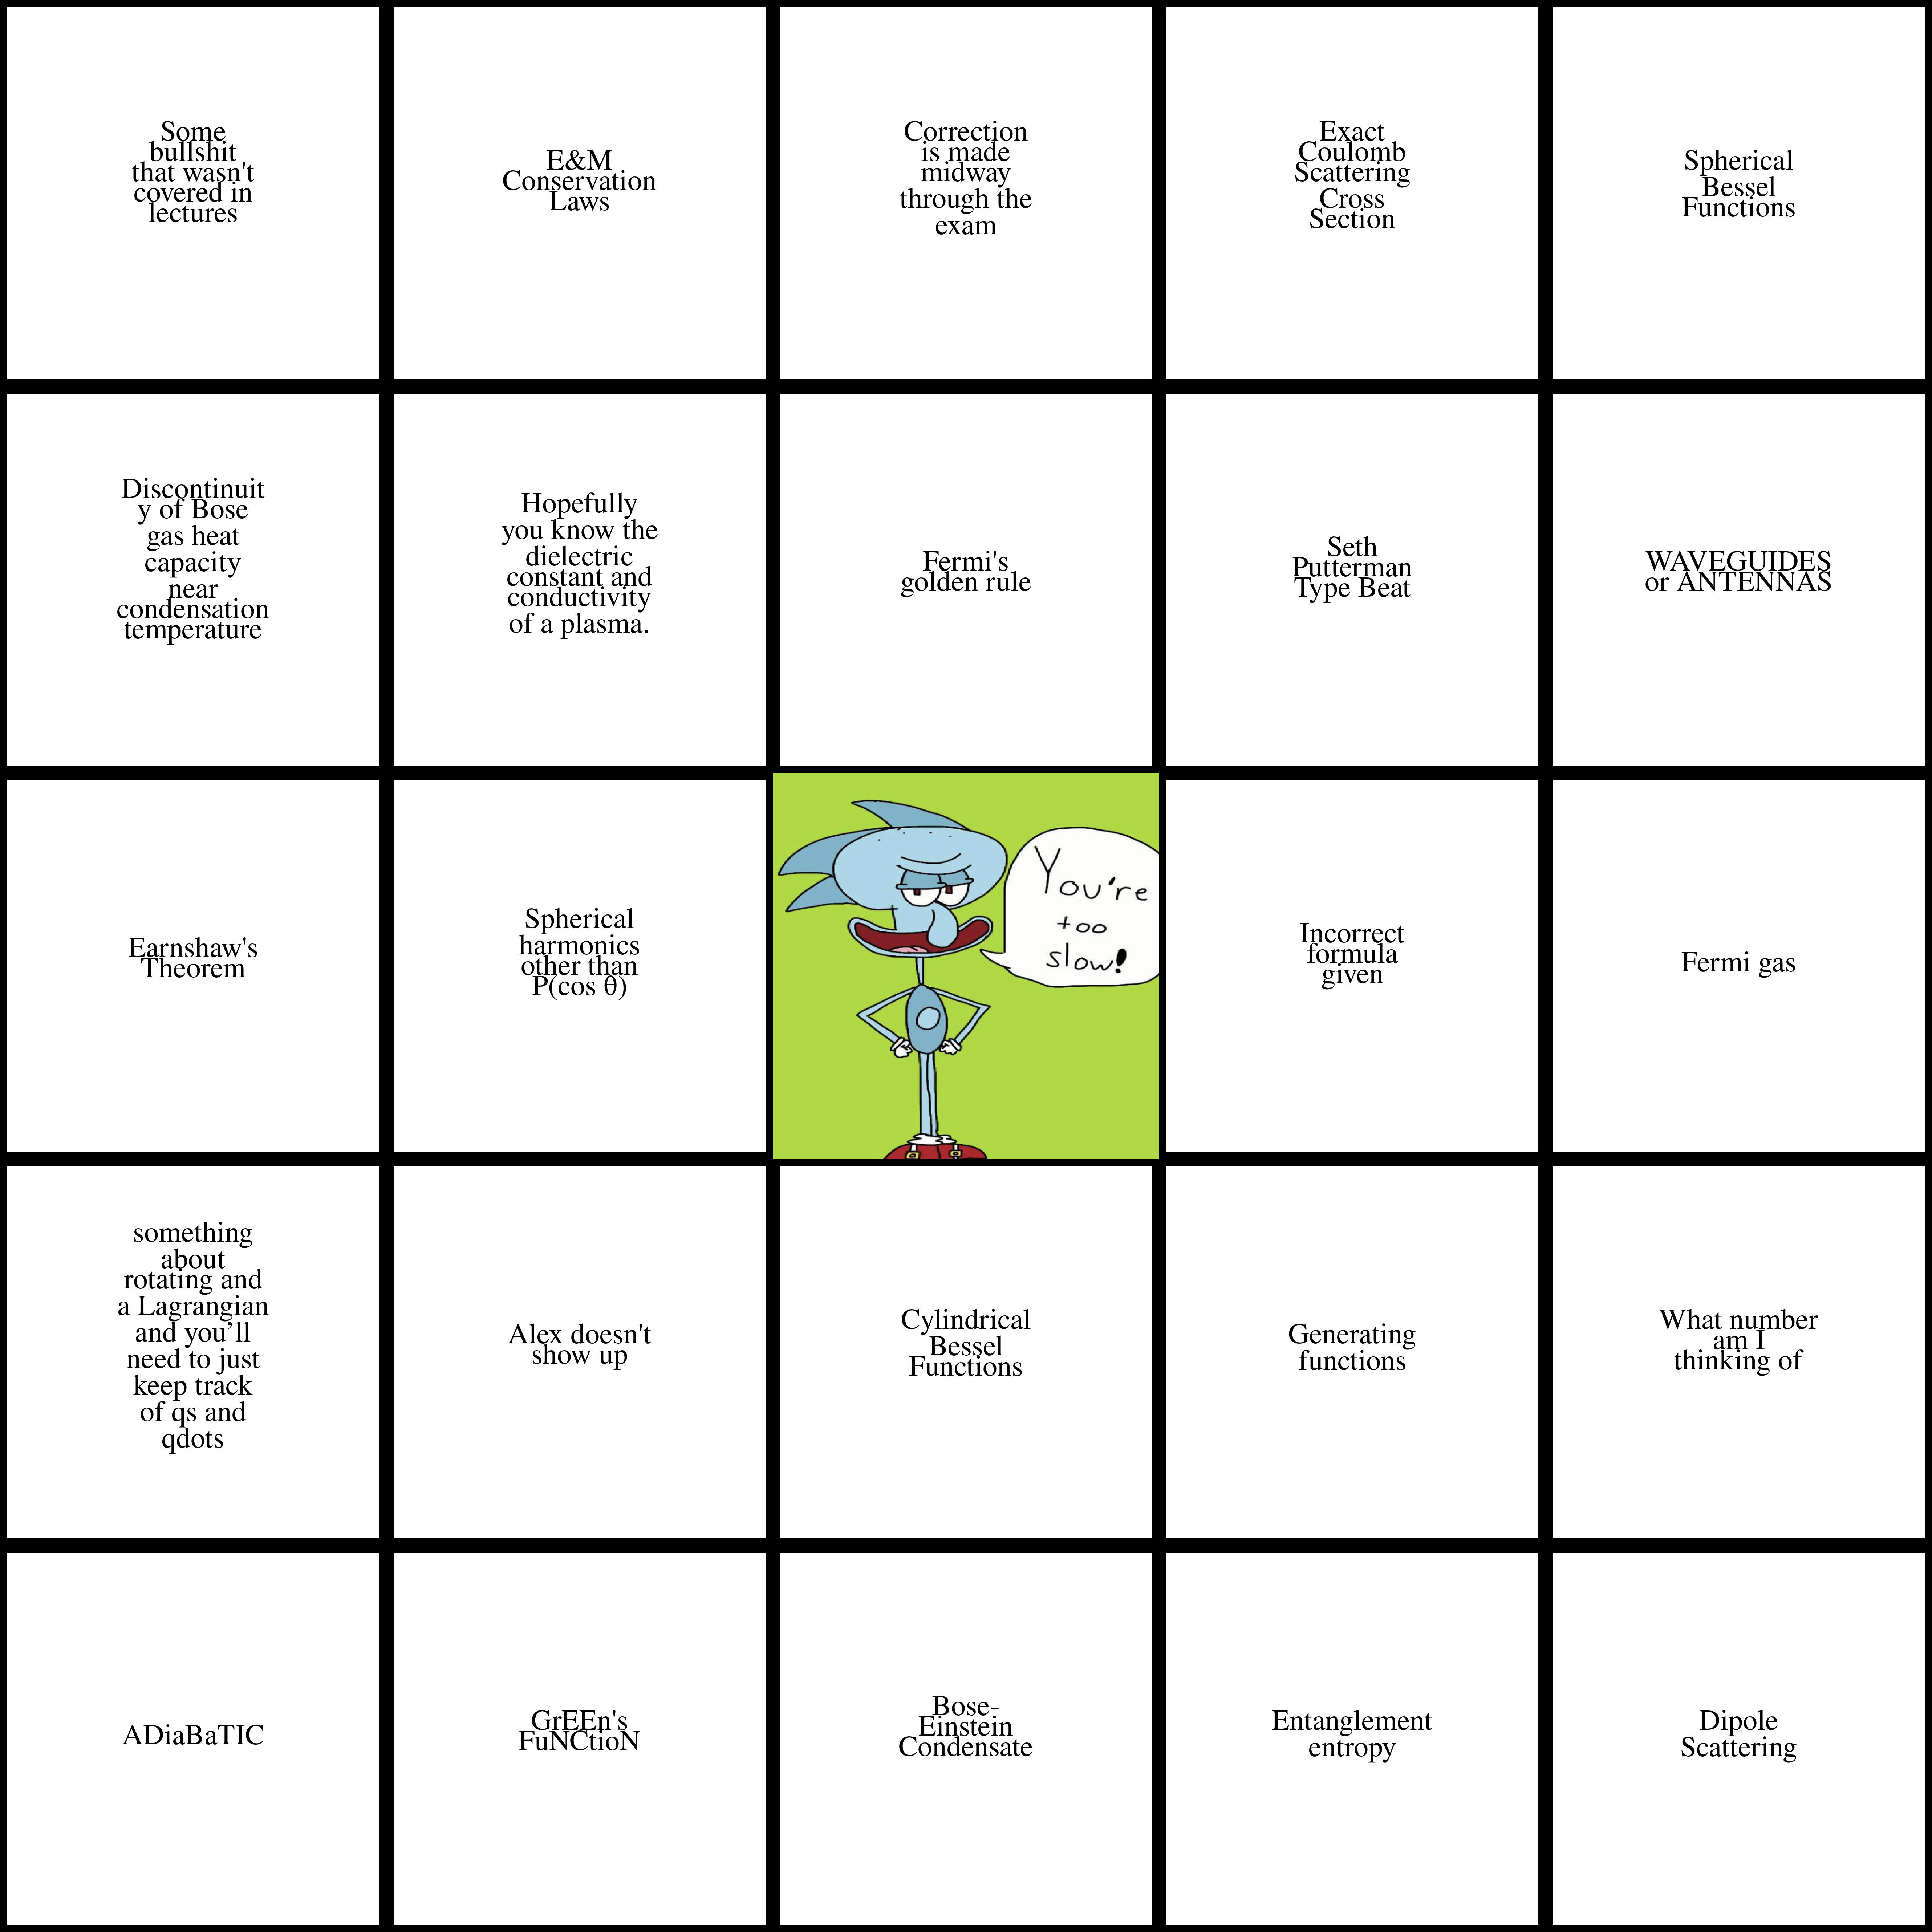 Some
bullshit
that wasn't
covered in
lectures
E&M
Conservation
Laws
Correction
is made
midway
through the
exam
Exact
Coulomb
Scattering
Cross
Section
Spherical
Bessel
Functions
Discontinuit
y of Bose
gas heat
capacity
near
condensation
temperature
Hopefully
you know the
dielectric
constant and
conductivity
of a plasma.
Fermi's
golden rule
Seth
Putterman
Type Beat
WAVEGUIDES
or ANTENNAS
Earnshaw's
Theorem
Spherical
harmonics
other than
P(cos θ)
You're
too
slow!
Incorrect
formula
given
Fermi gas
something
about
rotating and
a Lagrangian
and you’ll
need to just
keep track
of qs and
qdots
Alex doesn't
show up
Cylindrical
Bessel
Functions
Generating
functions
What number
am I
thinking of
ADiaBaTIC
GrEEn's
FuNCtioN
Bose-
Einstein
Condensate
Entanglement
entropy
Dipole
Scattering